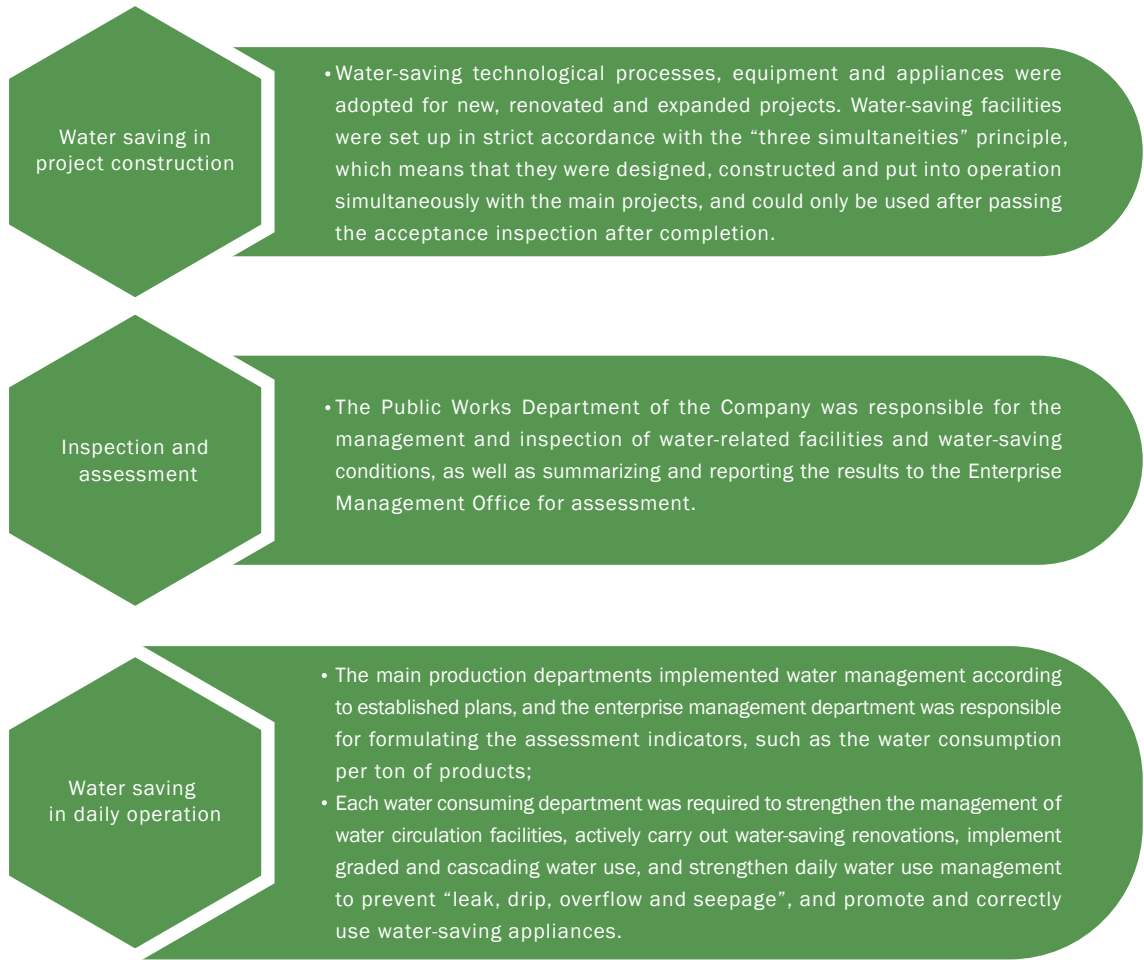 Water saving in
project construction
• Water-saving technological processes, equipment and appliances were
adopted for new, renovated and expanded projects. Water-saving facilities
were set up in strict accordance with the “three simultaneities” principle,
which means that they were designed, constructed and put into operation
simultaneously with the main projects, and could only be used after passing
the acceptance inspection after completion.
Inspection and
assessment
• The Public Works Department of the Company was responsible for the
management and inspection of water-related facilities and water-saving
conditions, as well as summarizing and reporting the results to the Enterprise
Management Office for assessment.
Water saving
in daily operation
• The main production departments implemented water management according
to established plans, and the enterprise management department was responsible
for formulating the assessment indicators, such as the water consumption
per ton of products;
• Each water consuming department was required to strengthen the management of
water circulation facilities, actively carry out water-saving renovations, implement
graded and cascading water use, and strengthen daily water use management
to prevent “leak, drip, overflow and seepage”, and promote and correctly
use water-saving appliances.